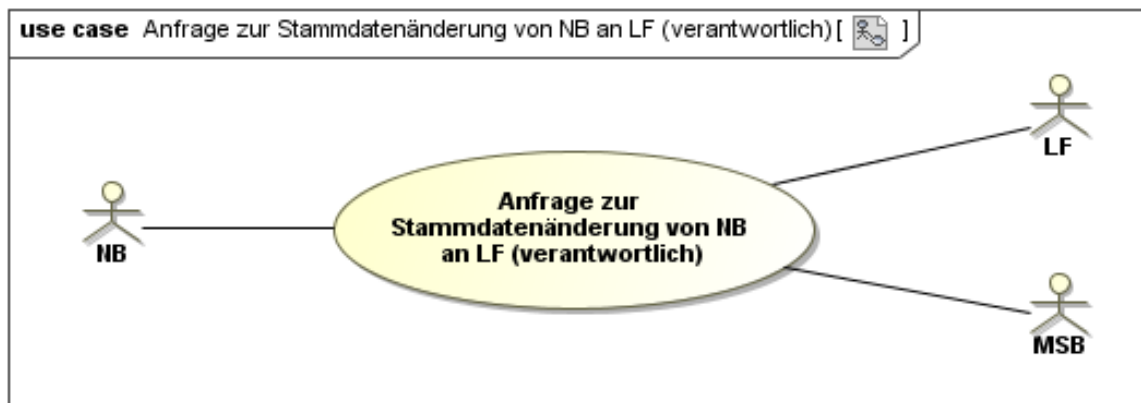 use case Anfrage zur Stammdatenänderung von NB an LF (verantwortlich)[ ]
LF
Anfrage zur
Stammdatenänderung von NB
an LF (verantwortlich)
NB
MSB